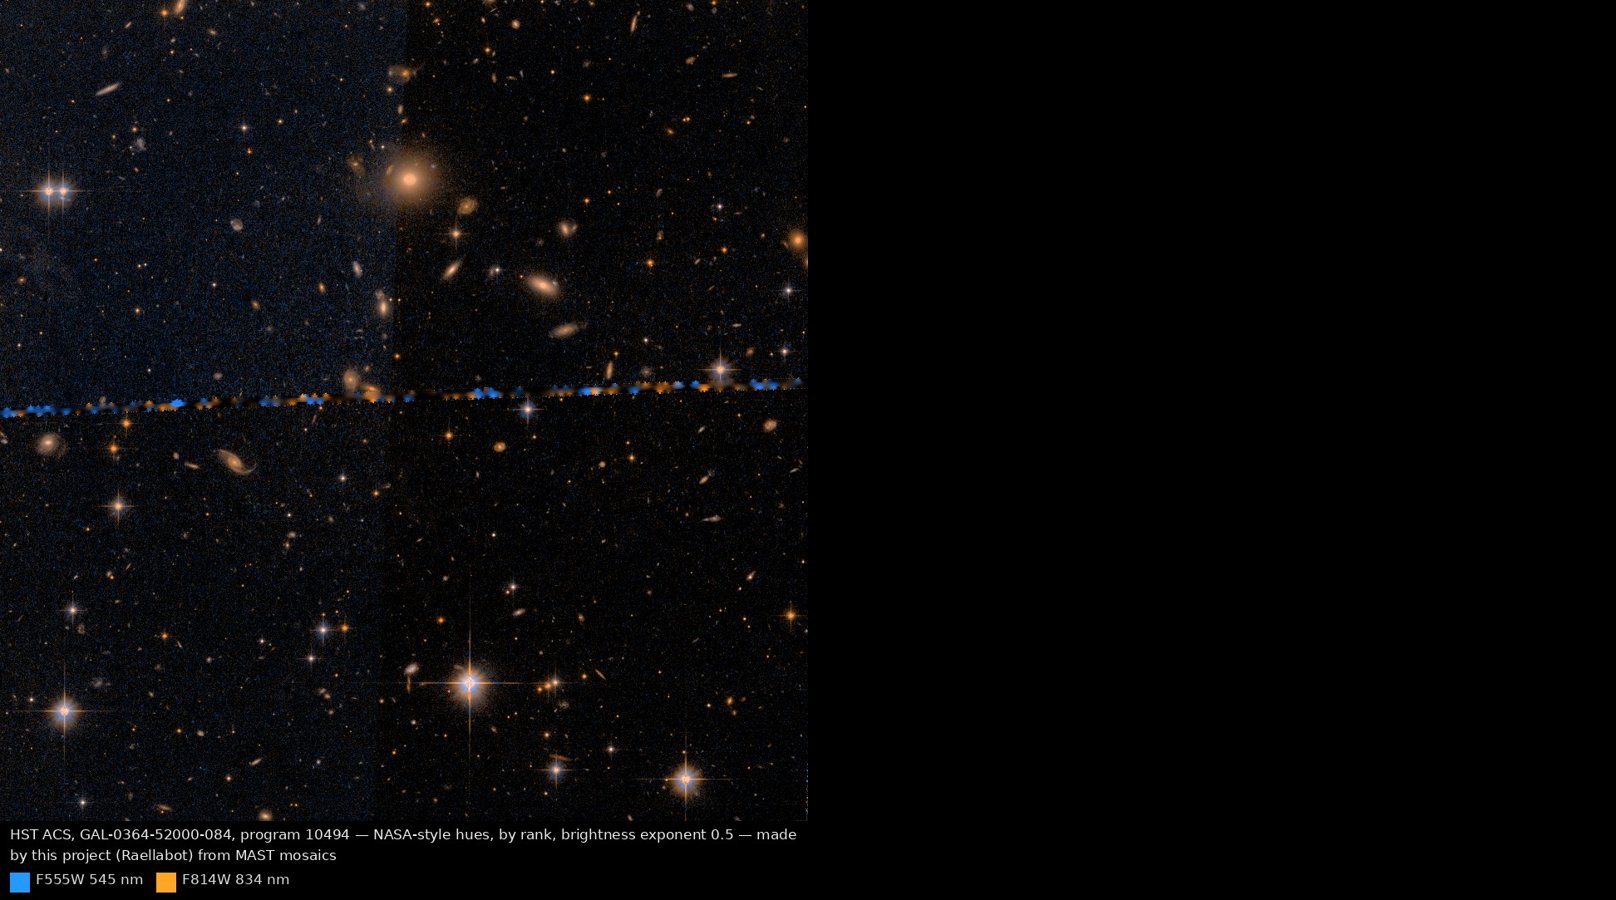 HST ACS, GAL-0364-52000-084, program 10494 — NASA-style hues, by rank, brightness exponent 0.5 — made
by this project (Raellabot) from MAST mosaics
F555W 545 nm F814W 834 nm